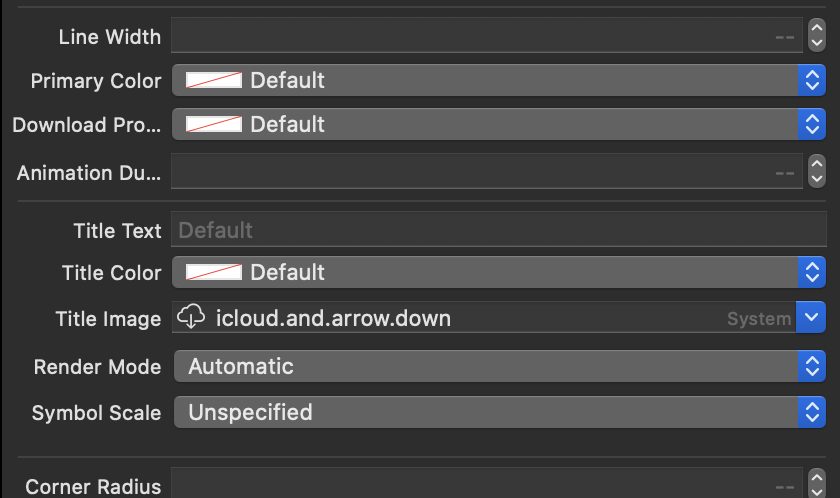 Line Width --
Primary Color Default
Download Pro... Default
Animation Du... --
Title Text Default
Title Color Default
Title Image icloud.and.arrow.down System
Render Mode Automatic
Symbol Scale Unspecified
Corner Radius --